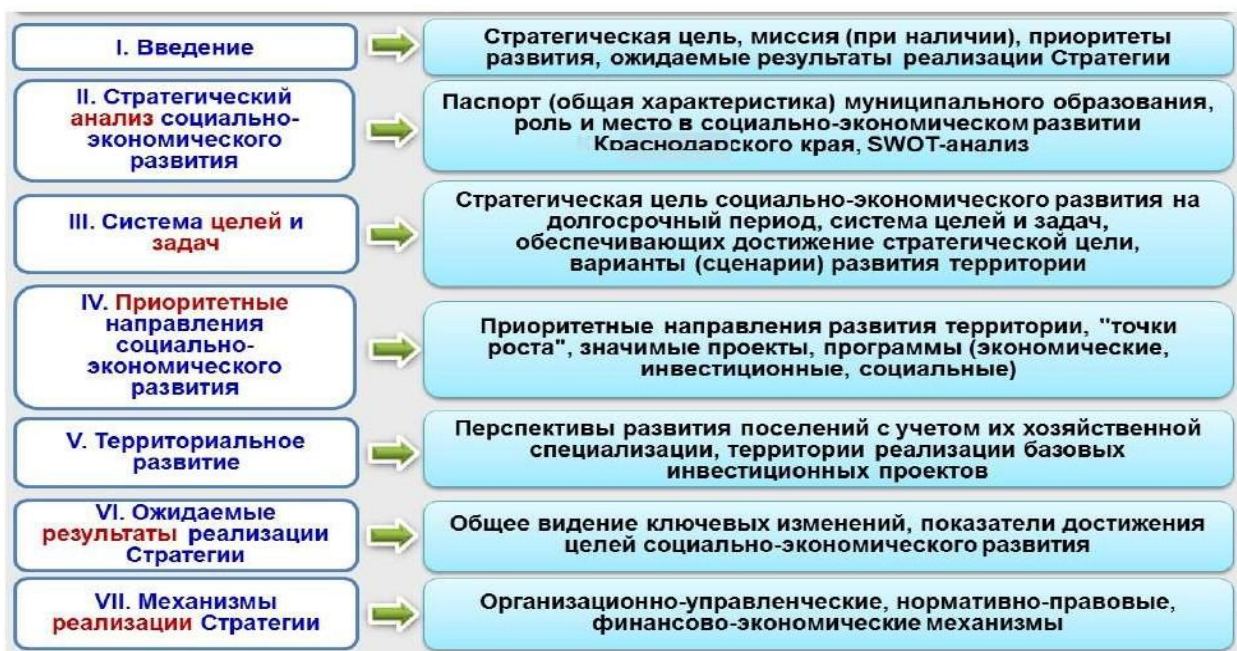 I. Введение
Стратегическая цель, миссия (при наличии), приоритеты
развития, ожидаемые результаты реализации Стратегии
II. Стратегический
анализ социально-
экономического
развития
Паспорт (общая характеристика) муниципального образования,
роль и место в социально-экономическом развитии
Краснодарского края, SWOT-анализ
III. Система целей и
задач
Стратегическая цель социально-экономического развития на
долгосрочный период, система целей и задач,
обеспечивающих достижение стратегической цели,
варианты (сценарии) развития территории
IV. Приоритетные
направления
социально-
экономического
развития
Приоритетные направления развития территории, "точки
роста", значимые проекты, программы (экономические,
инвестиционные, социальные)
V. Территориальное
развитие
Перспективы развития поселений с учетом их хозяйственной
специализации, территории реализации базовых
инвестиционных проектов
VI. Ожидаемые
результаты реализации
Стратегии
Общее видение ключевых изменений, показатели достижения
целей социально-экономического развития
VII. Механизмы
реализации Стратегии
Организационно-управленческие, нормативно-правовые,
финансово-экономические механизмы